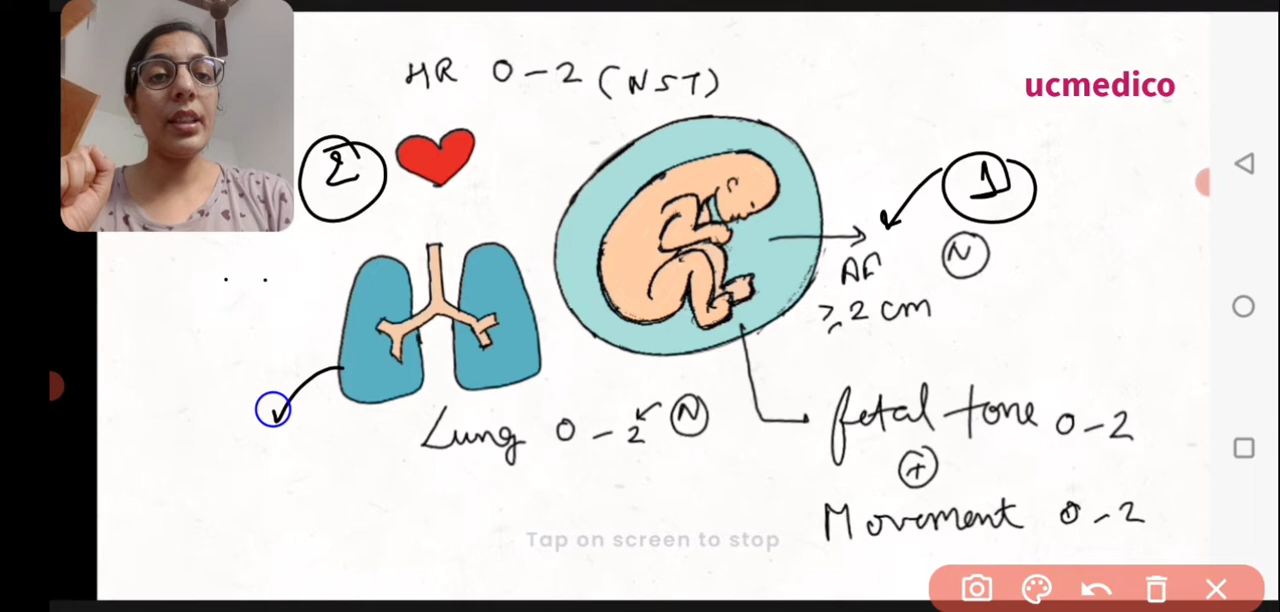 HR 0-2 (NST)
ucmedico
2
1
AF
N
≥ 2 cm
Lung 0-2 N
fetal tone 0-2
+
Movement 0-2
Tap on screen to stop